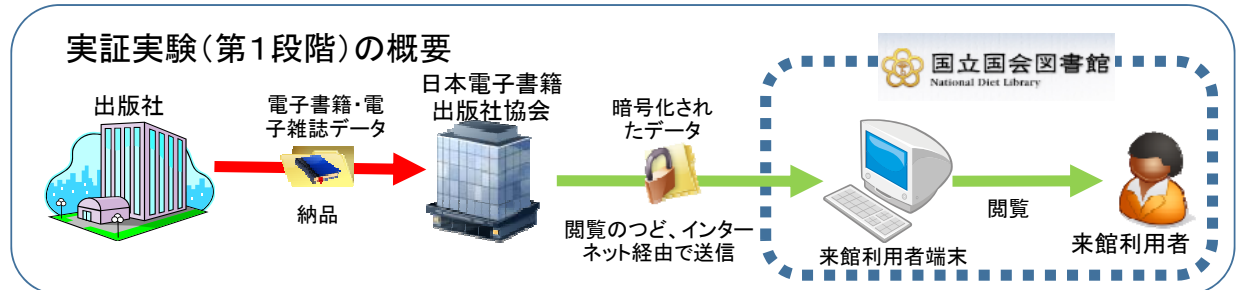 実証実験(第１段階)の概要
国立国会図書館
National Diet Library
出版社
電子書籍・電
子雑誌データ
納品
日本電子書籍
出版社協会
暗号化され
たデータ
閲覧のつど、インター
ネット経由で送信
来館利用者端末
閲覧
来館利用者